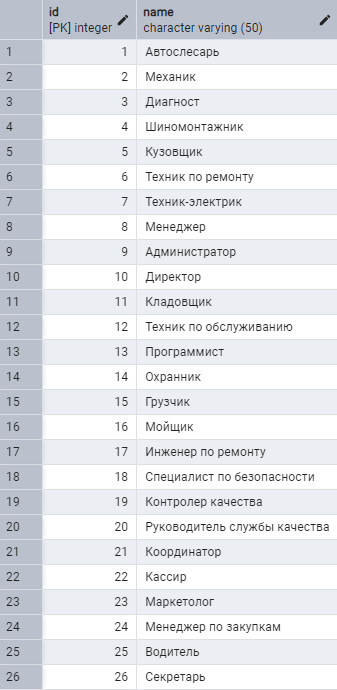 id name
[PK] integer character varying (50)
1 1 Автослесарь
2 2 Механик
3 3 Диагност
4 4 Шиномонтажник
5 5 Кузовщик
6 6 Техник по ремонту
7 7 Техник-электрик
8 8 Менеджер
9 9 Администратор
10 10 Директор
11 11 Кладовщик
12 12 Техник по обслуживанию
13 13 Программист
14 14 Охранник
15 15 Грузчик
16 16 Мойщик
17 17 Инженер по ремонту
18 18 Специалист по безопасности
19 19 Контролер качества
20 20 Руководитель службы качества
21 21 Координатор
22 22 Кассир
23 23 Маркетолог
24 24 Менеджер по закупкам
25 25 Водитель
26 26 Секретарь